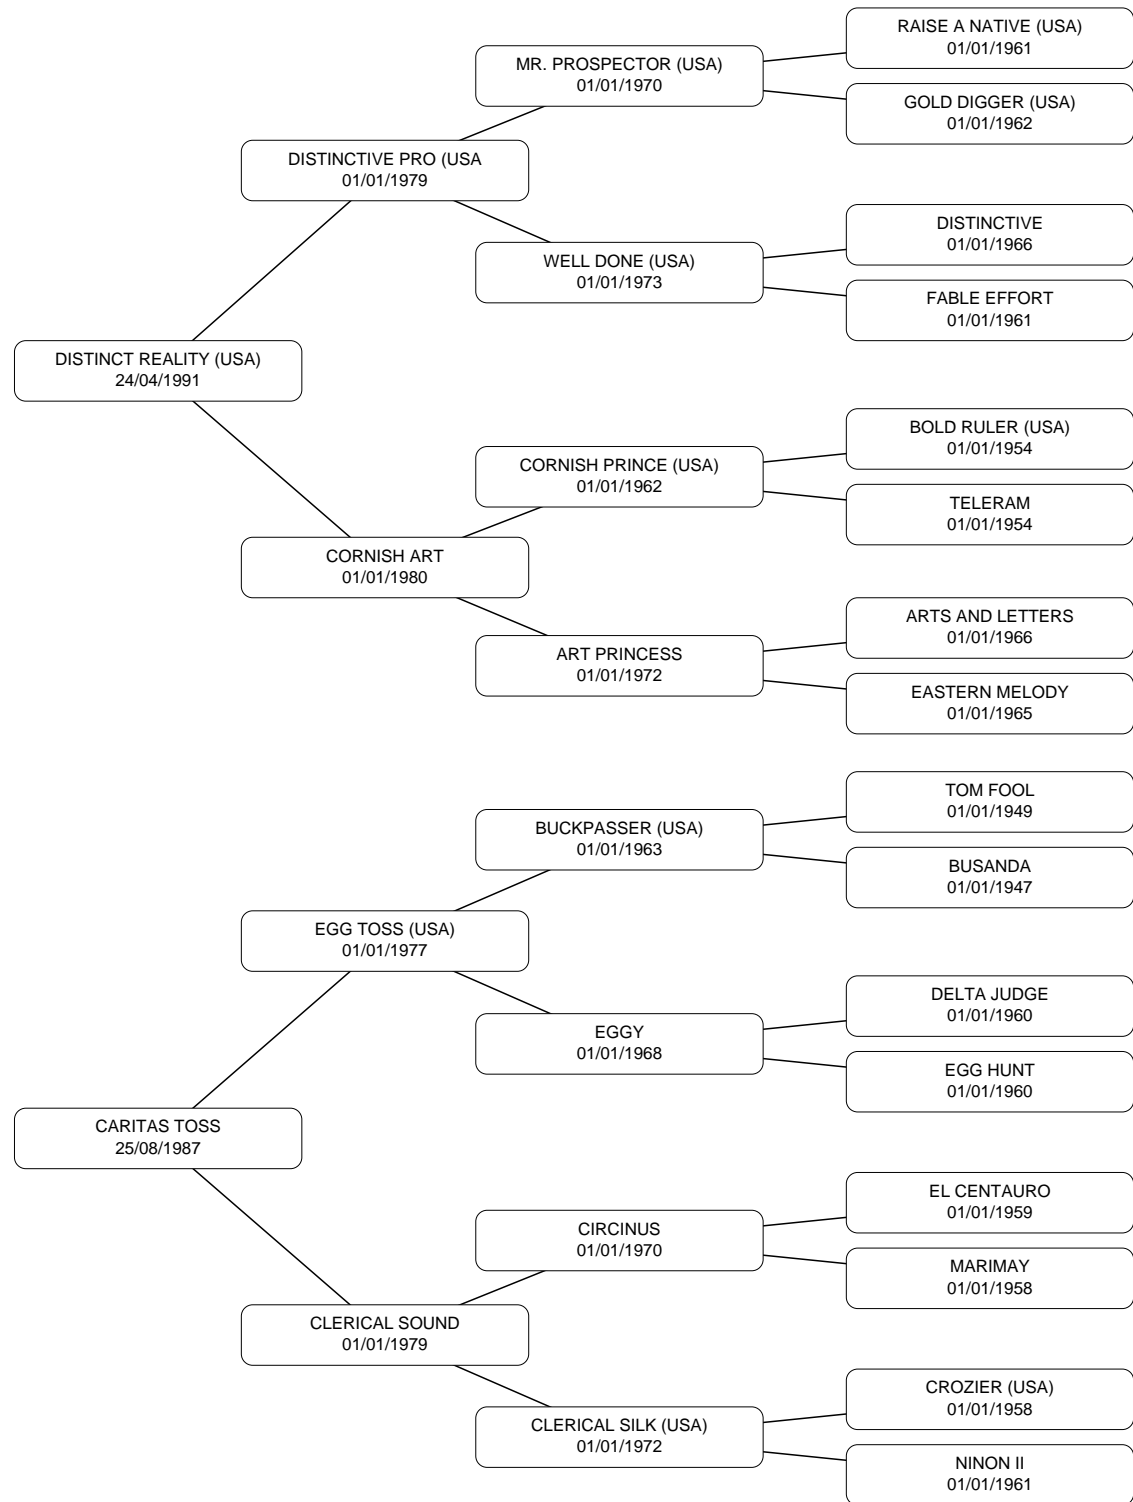 RAISE A NATIVE (USA)
01/01/1961
MR. PROSPECTOR (USA)
01/01/1970
GOLD DIGGER (USA)
01/01/1962
DISTINCTIVE PRO (USA
01/01/1979
DISTINCTIVE
01/01/1966
WELL DONE (USA)
01/01/1973
FABLE EFFORT
01/01/1961
DISTINCT REALITY (USA)
24/04/1991
BOLD RULER (USA)
01/01/1954
CORNISH PRINCE (USA)
01/01/1962
TELERAM
01/01/1954
CORNISH ART
01/01/1980
ARTS AND LETTERS
01/01/1966
ART PRINCESS
01/01/1972
EASTERN MELODY
01/01/1965
TOM FOOL
01/01/1949
BUCKPASSER (USA)
01/01/1963
BUSANDA
01/01/1947
EGG TOSS (USA)
01/01/1977
DELTA JUDGE
01/01/1960
EGGY
01/01/1968
EGG HUNT
01/01/1960
CARITAS TOSS
25/08/1987
EL CENTAURO
01/01/1959
CIRCINUS
01/01/1970
MARIMAY
01/01/1958
CLERICAL SOUND
01/01/1979
CROZIER (USA)
01/01/1958
CLERICAL SILK (USA)
01/01/1972
NINON II
01/01/1961